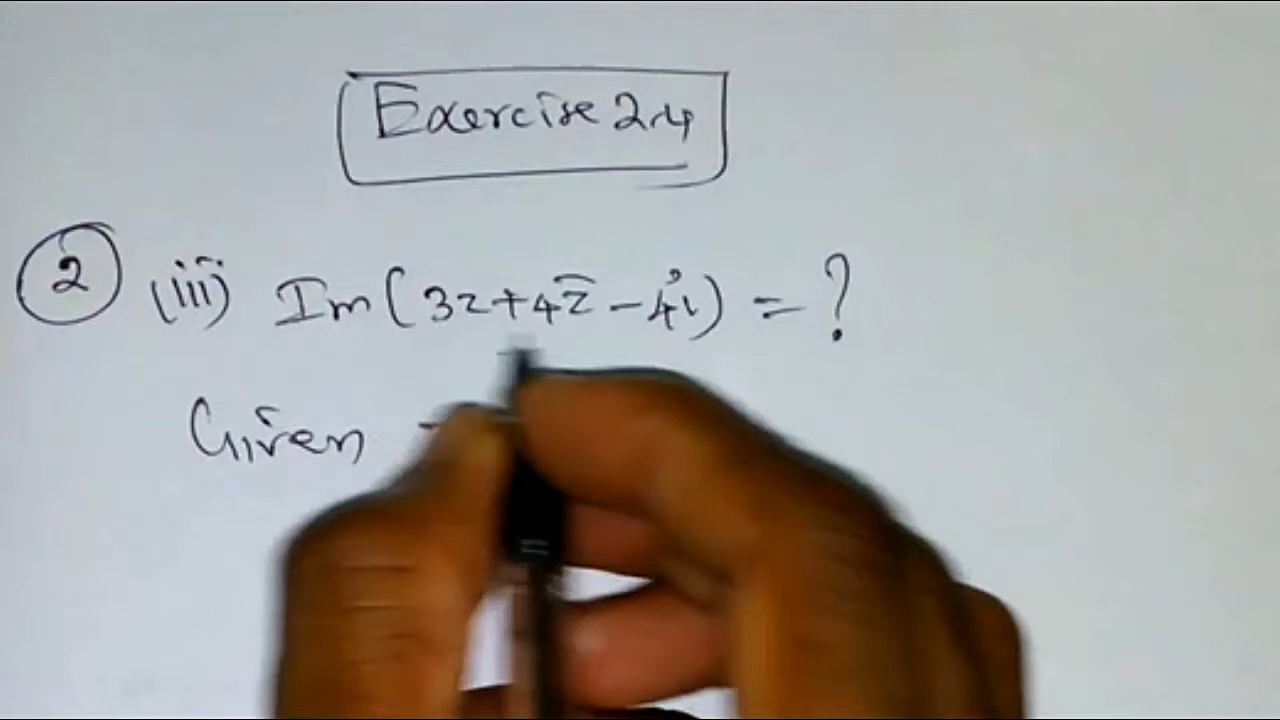 Exercise 2.4
2 (iii) Im(3z+4z̅-4i) = ?
Given